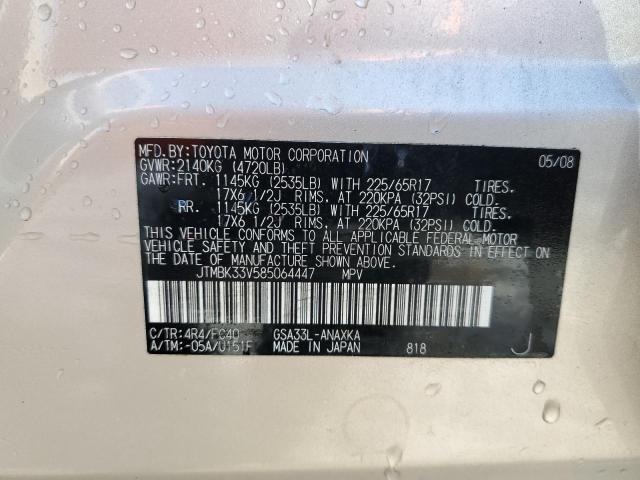 MFD.BY:TOYOTA MOTOR CORPORATION 05/08
GVWR:2140KG (4720LB)
GAWR:FRT. 1145KG (2535LB) WITH 225/65R17 TIRES.
17X6 1/2J RIMS, AT 220KPA (32PSI) COLD.
RR. 1145KG (2535LB) WITH 225/65R17 TIRES.
17X6 1/2J RIMS, AT 220KPA (32PSI) COLD.
THIS VEHICLE CONFORMS TO ALL APPLICABLE FEDERAL MOTOR
VEHICLE SAFETY AND THEFT PREVENTION STANDARDS IN EFFECT ON
THE DATE OF MANUFACTURE SHOWN ABOVE.
JTMBK33V585064447 MPV
C/TR:4R4/FC40 GSA33L-ANAXKA
A/TM:-05A/U151F MADE IN JAPAN 818 J